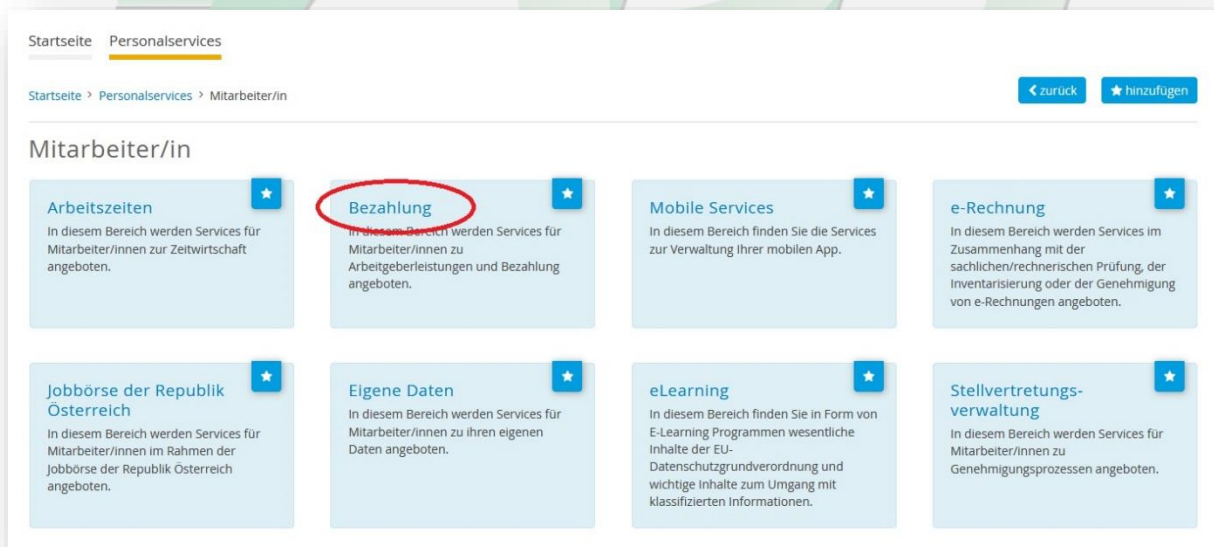 Startseite Personalservices
Startseite > Personalservices > Mitarbeiter/in
zurück
hinzufügen
Mitarbeiter/in
Arbeitszeiten
In diesem Bereich werden Services für
Mitarbeiter/innen zur Zeitwirtschaft
angeboten.
Bezahlung
In diesem Bereich werden Services für
Mitarbeiter/innen zu
Arbeitgeberleistungen und Bezahlung
angeboten.
Mobile Services
In diesem Bereich finden Sie die Services
zur Verwaltung Ihrer mobilen App.
e-Rechnung
In diesem Bereich werden Services im
Zusammenhang mit der
sachlichen/rechnerischen Prüfung, der
Inventarisierung oder der Genehmigung
von e-Rechnungen angeboten.
Jobbörse der Republik
Österreich
In diesem Bereich werden Services für
Mitarbeiter/innen im Rahmen der
Jobbörse der Republik Österreich
angeboten.
Eigene Daten
In diesem Bereich werden Services für
Mitarbeiter/innen zu ihren eigenen
Daten angeboten.
eLearning
In diesem Bereich finden Sie in Form von
E-Learning Programmen wesentliche
Inhalte der EU-
Datenschutzgrundverordnung und
wichtige Inhalte zum Umgang mit
klassifizierten Informationen.
Stellvertretungs-
verwaltung
In diesem Bereich werden Services für
Mitarbeiter/innen zu
Genehmigungsprozessen angeboten.